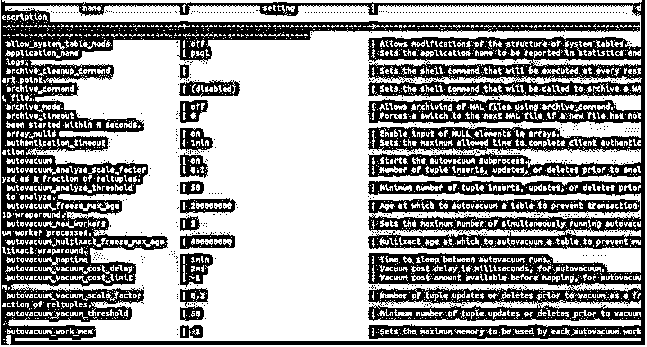 name | setting | 
escription
allow_system_table_mods | off | Allows modifications of the structure of system tables.
application_name | psql | Sets the application name to be reported in statistics and
logs.
archive_cleanup_command | | Sets the shell command that will be executed at every rest
art point.
archive_command | (disabled) | Sets the shell command that will be called to archive a WA
L file.
archive_mode | off | Allows archiving of WAL files using archive_command.
archive_timeout | 0 | Forces a switch to the next WAL file if a new file has not
been started within N seconds.
array_nulls | on | Enable input of NULL elements in arrays.
authentication_timeout | 1min | Sets the maximum allowed time to complete client authentic
ation.
autovacuum | on | Starts the autovacuum subprocess.
autovacuum_analyze_scale_factor | 0.1 | Number of tuple inserts, updates, or deletes prior to anal
yze as a fraction of reltuples.
autovacuum_analyze_threshold | 50 | Minimum number of tuple inserts, updates, or deletes prior
to analyze.
autovacuum_freeze_max_age | 200000000 | Age at which to autovacuum a table to prevent transaction
ID wraparound.
autovacuum_max_workers | 3 | Sets the maximum number of simultaneously running autovacu
um worker processes.
autovacuum_multixact_freeze_max_age | 400000000 | Multixact age at which to autovacuum a table to prevent mu
ltixact wraparound.
autovacuum_naptime | 1min | Time to sleep between autovacuum runs.
autovacuum_vacuum_cost_delay | 2ms | Vacuum cost delay in milliseconds, for autovacuum.
autovacuum_vacuum_cost_limit | -1 | Vacuum cost amount available before napping, for autovacuu
autovacuum_vacuum_scale_factor | 0.2 | Number of tuple updates or deletes prior to vacuum as a fr
action of reltuples.
autovacuum_vacuum_threshold | 50 | Minimum number of tuple updates or deletes prior to vacuum
autovacuum_work_mem | -1 | Sets the maximum memory to be used by each autovacuum work